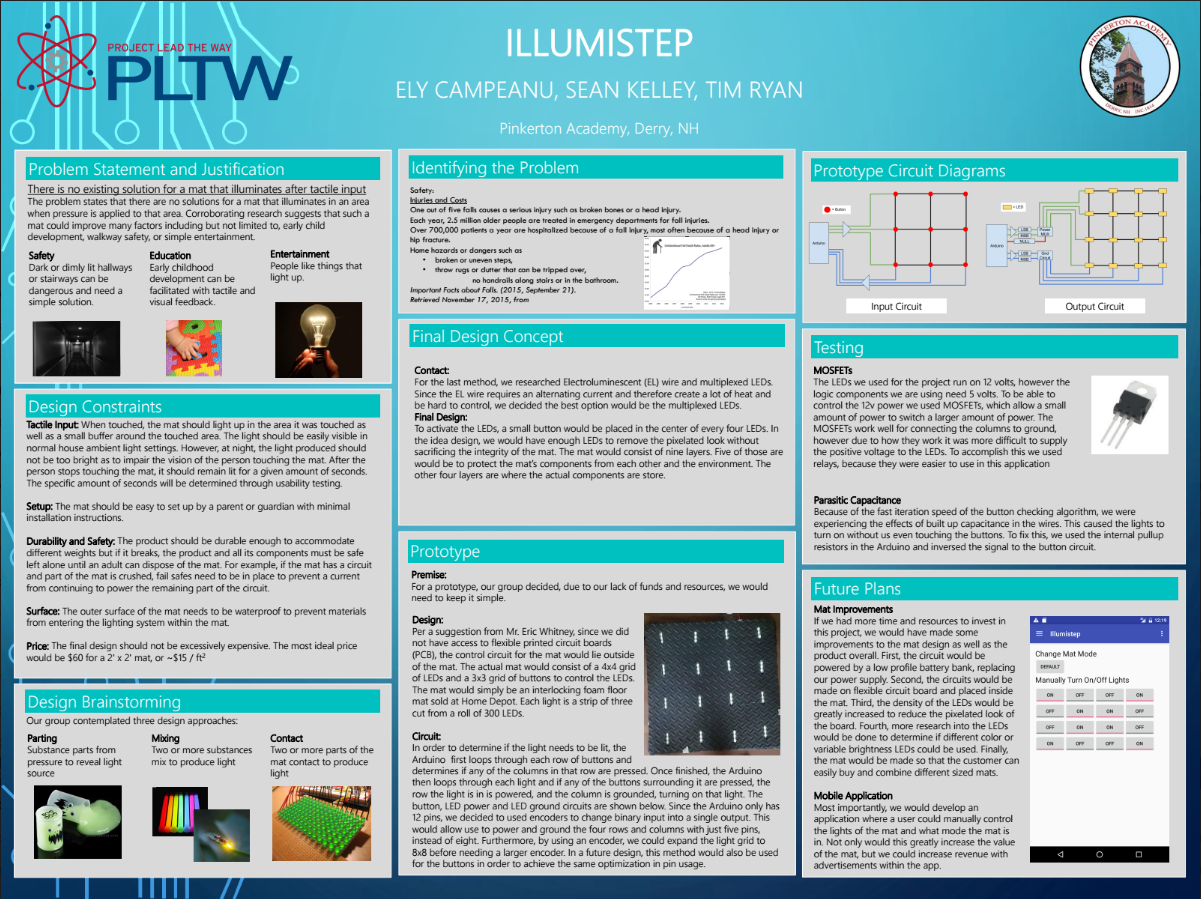 PROJECT LEAD THE WAY
PLTW
ILLUMISTEP
ELY CAMPEANU, SEAN KELLEY, TIM RYAN
Pinkerton Academy, Derry, NH
PINKERTON ACADEMY
DERRY, NH
Problem Statement and Justification
There is no existing solution for a mat that illuminates after tactile input
The problem states that there are no solutions for a mat that illuminates in an area
when pressure is applied to that area. Corroborating research suggests that such a
mat could improve many factors including but not limited to, early child
development, walkway safety, or simple entertainment.
Safety
Dark or dimly lit hallways
or stairways can be
dangerous and need a
simple solution.
Education
Early childhood
development can be
facilitated with tactile and
visual feedback.
Entertainment
People like things that
light up.
Design Constraints
Tactile Input: When touched, the mat should light up in the area it was touched as
well as a small buffer around the touched area. The light should be easily visible in
normal house ambient light settings. However, at night, the light produced should
not be too bright as to impair the vision of the person touching the mat. After the
person stops touching the mat, it should remain lit for a given amount of seconds.
The specific amount of seconds will be determined through usability testing.
Setup: The mat should be easy to set up by a parent or guardian with minimal
installation instructions.
Durability and Safety: The product should be durable enough to accommodate
different weights but if it breaks, the product and all its components must be safe
left alone until an adult can dispose of the mat. For example, if the mat has a circuit
and part of the mat is crushed, fail safes need to be in place to prevent a current
from continuing to power the remaining part of the circuit.
Surface: The outer surface of the mat needs to be waterproof to prevent materials
from entering the lighting system within the mat.
Price: The final design should not be excessively expensive. The most ideal price
would be $60 for a 2' x 2' mat, or ~$15 / ft²
Design Brainstorming
Our group contemplated three design approaches:
Parting
Substance parts from
pressure to reveal light
source
Mixing
Two or more substances
mix to produce light
Contact
Two or more parts of the
mat contact to produce
light
Identifying the Problem
Safety:
Injuries and Costs
One out of five falls causes a serious injury such as broken bones or a head injury.
Each year, 2.5 million older people are treated in emergency departments for fall injuries.
Over 700,000 patients a year are hospitalized because of a fall injury, most often because of a head injury or
hip fracture.
Home hazards or dangers such as
• broken or uneven steps,
• throw rugs or clutter that can be tripped over,
no handrails along stairs or in the bathroom.
Important Facts about Falls. (2015, September 21).
Retrieved November 17, 2015, from
Final Design Concept
Contact:
For the last method, we researched Electroluminescent (EL) wire and multiplexed LEDs.
Since the EL wire requires an alternating current and therefore create a lot of heat and
be hard to control, we decided the best option would be the multiplexed LEDs.
Final Design:
To activate the LEDs, a small button would be placed in the center of every four LEDs. In
the idea design, we would have enough LEDs to remove the pixelated look without
sacrificing the integrity of the mat. The mat would consist of nine layers. Five of those are
would be to protect the mat's components from each other and the environment. The
other four layers are where the actual components are store.
Prototype
Premise:
For a prototype, our group decided, due to our lack of funds and resources, we would
need to keep it simple.
Design:
Per a suggestion from Mr. Eric Whitney, since we did
not have access to flexible printed circuit boards
(PCB), the control circuit for the mat would lie outside
of the mat. The actual mat would consist of a 4x4 grid
of LEDs and a 3x3 grid of buttons to control the LEDs.
The mat would simply be an interlocking foam floor
mat sold at Home Depot. Each light is a strip of three
cut from a roll of 300 LEDs.
Circuit:
In order to determine if the light needs to be lit, the
Arduino first loops through each row of buttons and
determines if any of the columns in that row are pressed. Once finished, the Arduino
then loops through each light and if any of the buttons surrounding it are pressed, the
row the light is in is powered, and the column is grounded, turning on that light. The
button, LED power and LED ground circuits are shown below. Since the Arduino only has
12 pins, we decided to used encoders to change binary input into a single output. This
would allow use to power and ground the four rows and columns with just five pins,
instead of eight. Furthermore, by using an encoder, we could expand the light grid to
8x8 before needing a larger encoder. In a future design, this method would also be used
for the buttons in order to achieve the same optimization in pin usage.
Prototype Circuit Diagrams
= Button
Arduino
= LED
Arduino
LSB
MSB
NULL
LSB
MSB
Input Circuit
Output Circuit
Testing
MOSFETs
The LEDs we used for the project run on 12 volts, however the
logic components we are using need 5 volts. To be able to
control the 12v power we used MOSFETs, which allow a small
amount of power to switch a larger amount of power. The
MOSFETs work well for connecting the columns to ground,
however due to how they work it was more difficult to supply
the positive voltage to the LEDs. To accomplish this we used
relays, because they were easier to use in this application
Parasitic Capacitance
Because of the fast iteration speed of the button checking algorithm, we were
experiencing the effects of built up capacitance in the wires. This caused the lights to
turn on without us even touching the buttons. To fix this, we used the internal pullup
resistors in the Arduino and inversed the signal to the button circuit.
Future Plans
Mat Improvements
If we had more time and resources to invest in
this project, we would have made some
improvements to the mat design as well as the
product overall. First, the circuit would be
powered by a low profile battery bank, replacing
our power supply. Second, the circuits would be
made on flexible circuit board and placed inside
the mat. Third, the density of the LEDs would be
greatly increased to reduce the pixelated look of
the board. Fourth, more research into the LEDs
would be done to determine if different color or
variable brightness LEDs could be used. Finally,
the mat would be made so that the customer can
easily buy and combine different sized mats.
Mobile Application
Most importantly, we would develop an
application where a user could manually control
the lights of the mat and what mode the mat is
in. Not only would this greatly increase the value
of the mat, but we could increase revenue with
advertisements within the app.
12:16
Illumistep
Change Mat Mode
DEFAULT
Manually Turn On/Off Lights
ON OFF OFF ON
OFF ON ON OFF
OFF ON ON OFF
ON OFF OFF ON